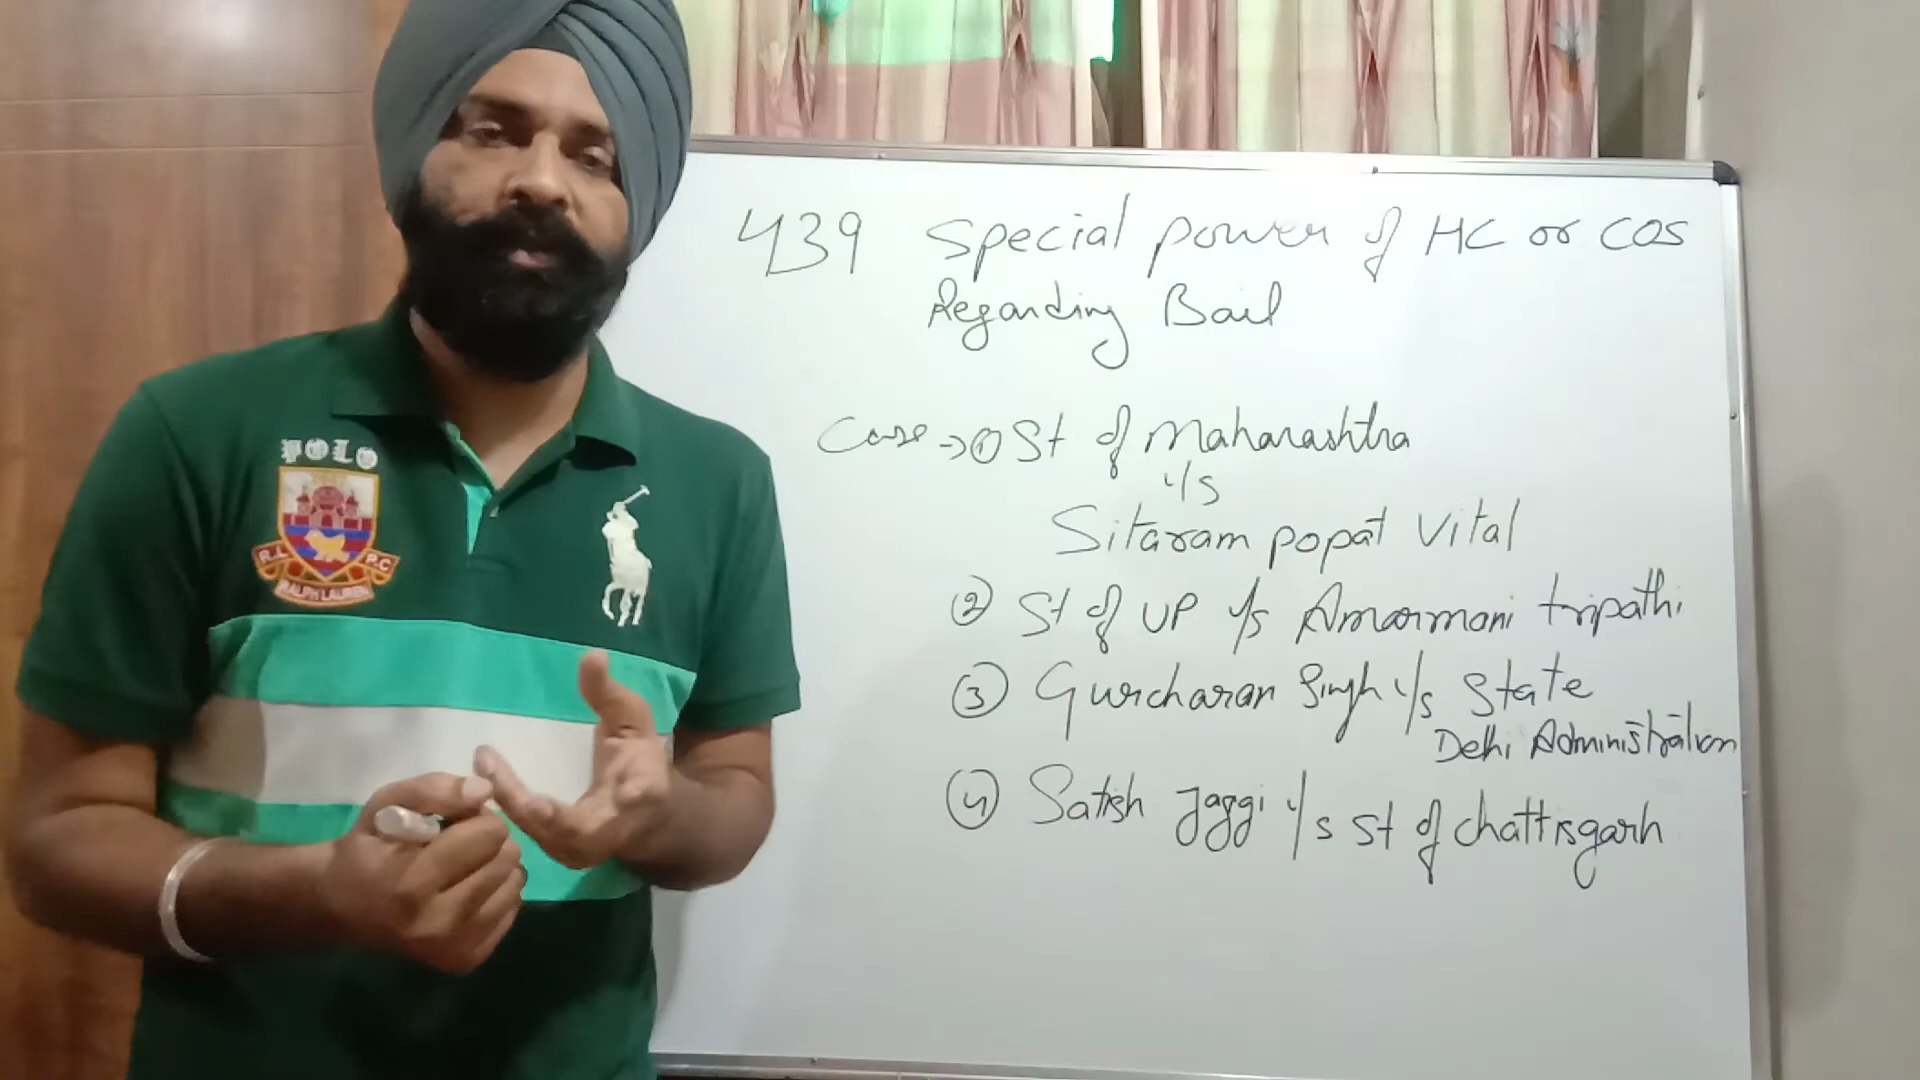 POLO
R.L P.C
RALPH LAUREN
439 Special power of HC or COS
Regarding Bail
Case → ① St of Maharashtra
v/s
Sitaram popat Vital
② St of UP v/s Amarmani tripathi
③ Gurcharan Singh v/s State
Delhi Administration
④ Satish Jaggi v/s St of Chattisgarh